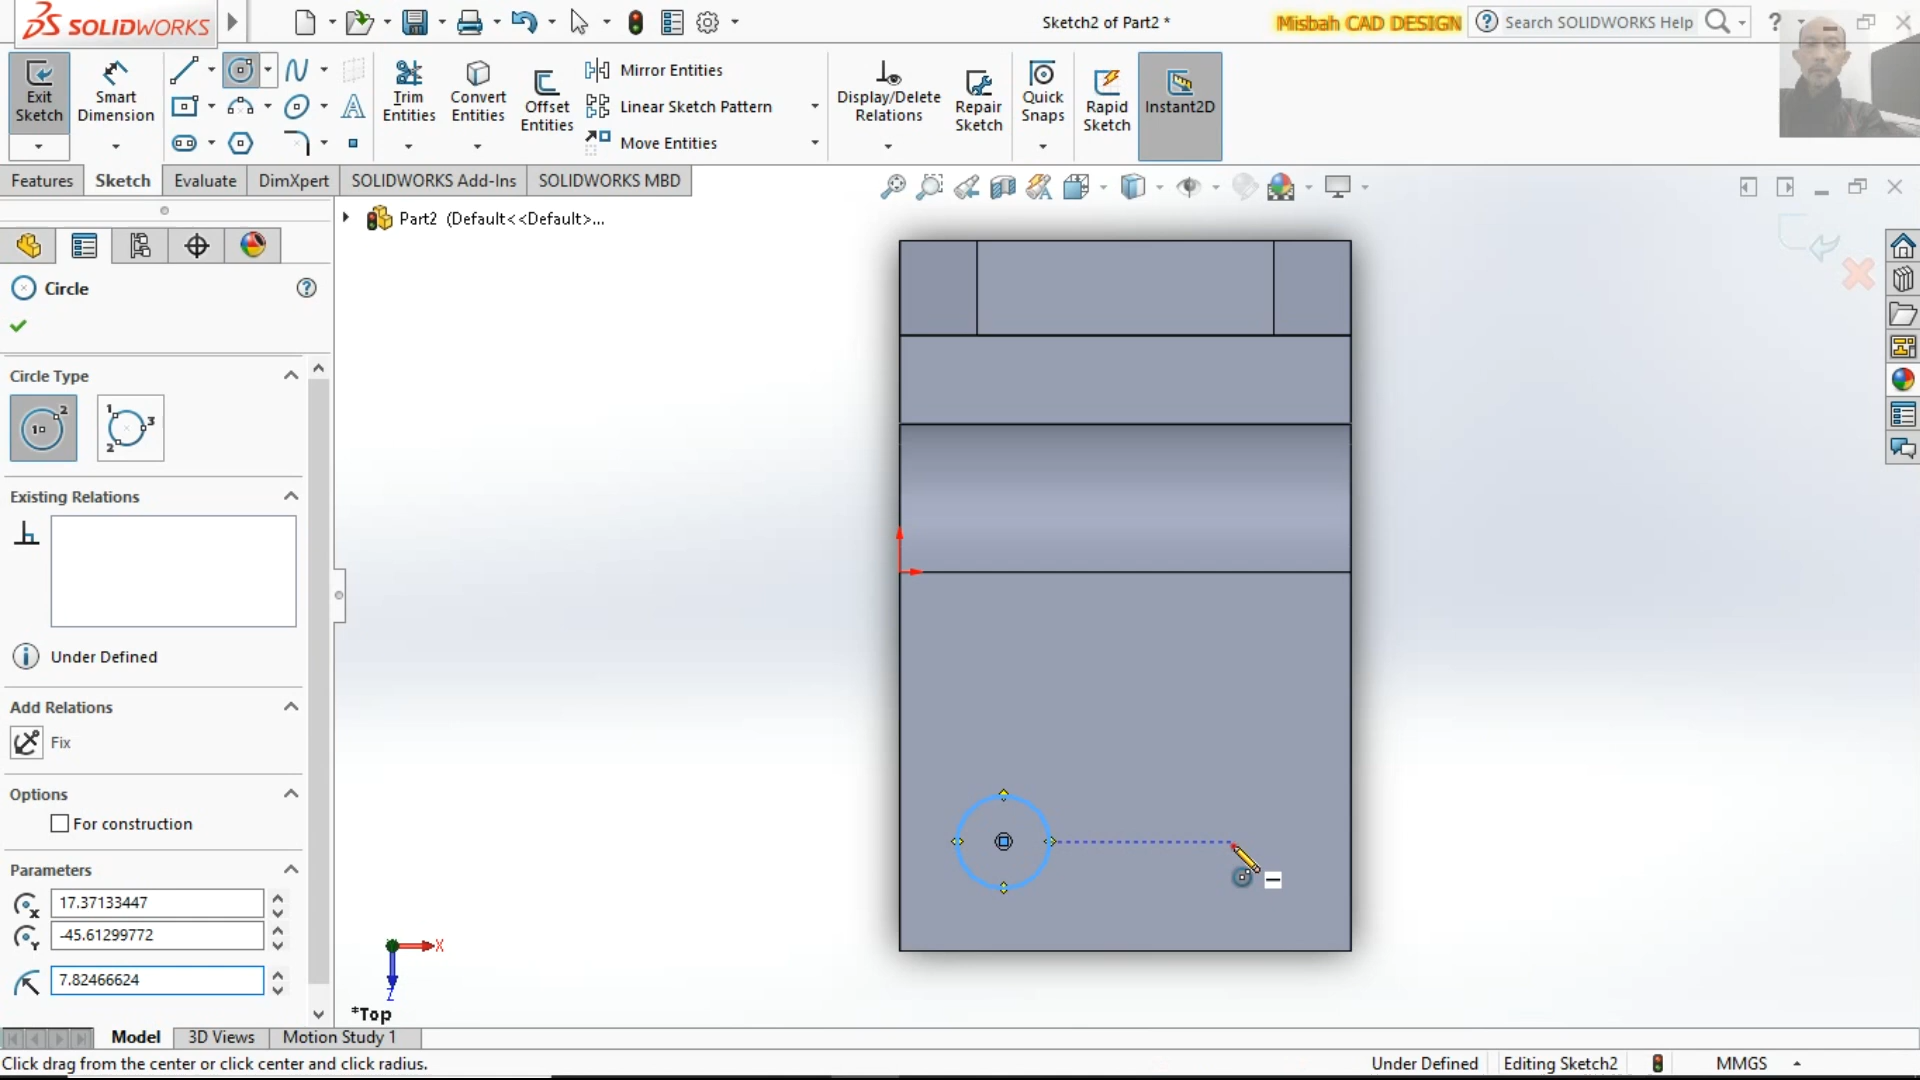 SOLIDWORKS
Sketch2 of Part2 *
Misbah CAD DESIGN
Search SOLIDWORKS Help
Exit Sketch
Smart Dimension
Trim Entities
Convert Entities
Offset Entities
Mirror Entities
Linear Sketch Pattern
Move Entities
Display/Delete Relations
Repair Sketch
Quick Snaps
Rapid Sketch
Instant2D
Features
Sketch
Evaluate
DimXpert
SOLIDWORKS Add-Ins
SOLIDWORKS MBD
Part2 (Default<<Default>...
Circle
Circle Type
Existing Relations
Under Defined
Add Relations
Fix
Options
For construction
Parameters
17.37133447
-45.61299772
7.82466624
X
Z
*Top
Model
3D Views
Motion Study 1
Click drag from the center or click center and click radius.
Under Defined
Editing Sketch2
MMGS